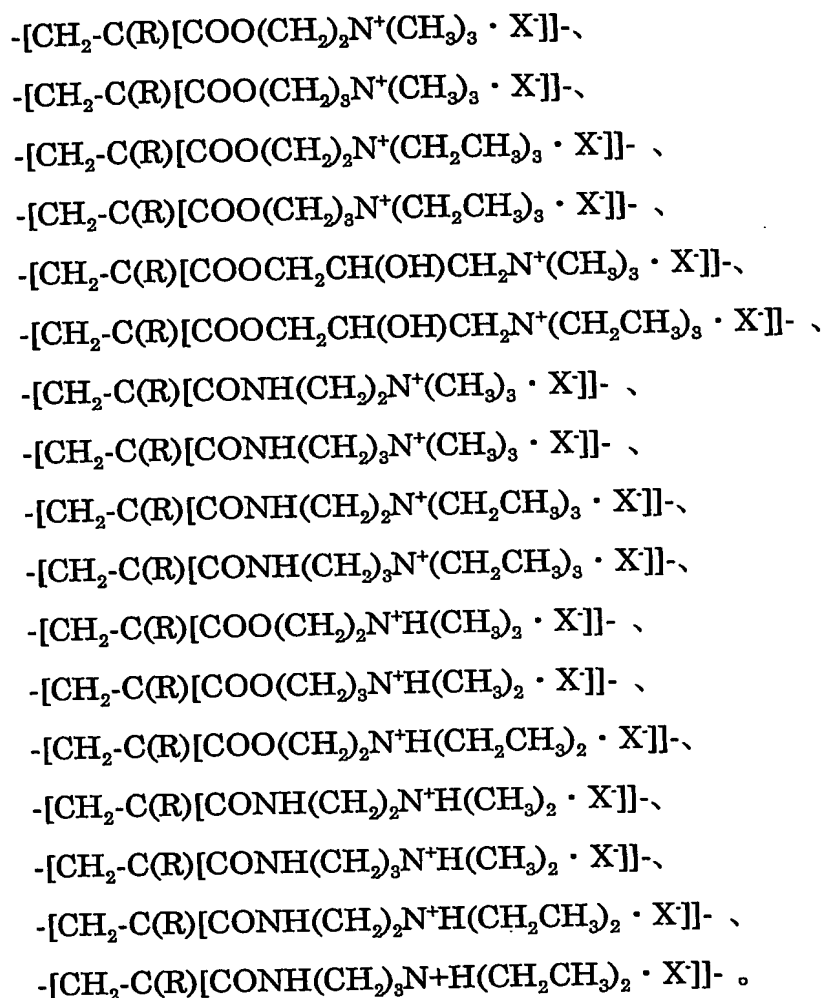 -[CH₂-C(R)[COO(CH₂)₂N⁺(CH₃)₃・X⁻]]-、
-[CH₂-C(R)[COO(CH₂)₃N⁺(CH₃)₃・X⁻]]-、
-[CH₂-C(R)[COO(CH₂)₂N⁺(CH₂CH₃)₃・X⁻]]- 、
-[CH₂-C(R)[COO(CH₂)₃N⁺(CH₂CH₃)₃・X⁻]]- 、
-[CH₂-C(R)[COOCH₂CH(OH)CH₂N⁺(CH₃)₃・X⁻]]-、
-[CH₂-C(R)[COOCH₂CH(OH)CH₂N⁺(CH₂CH₃)₃・X⁻]]- 、
-[CH₂-C(R)[CONH(CH₂)₂N⁺(CH₃)₃・X⁻]]- 、
-[CH₂-C(R)[CONH(CH₂)₃N⁺(CH₃)₃・X⁻]]- 、
-[CH₂-C(R)[CONH(CH₂)₂N⁺(CH₂CH₃)₃・X⁻]]-、
-[CH₂-C(R)[CONH(CH₂)₃N⁺(CH₂CH₃)₃・X⁻]]-、
-[CH₂-C(R)[COO(CH₂)₂N⁺H(CH₃)₂・X⁻]]- 、
-[CH₂-C(R)[COO(CH₂)₃N⁺H(CH₃)₂・X⁻]]- 、
-[CH₂-C(R)[COO(CH₂)₂N⁺H(CH₂CH₃)₂・X⁻]]-、
-[CH₂-C(R)[CONH(CH₂)₂N⁺H(CH₃)₂・X⁻]]-、
-[CH₂-C(R)[CONH(CH₂)₃N⁺H(CH₃)₂・X⁻]]-、
-[CH₂-C(R)[CONH(CH₂)₂N⁺H(CH₂CH₃)₂・X⁻]]- 、
-[CH₂-C(R)[CONH(CH₂)₃N+H(CH₂CH₃)₂・X⁻]]- 。